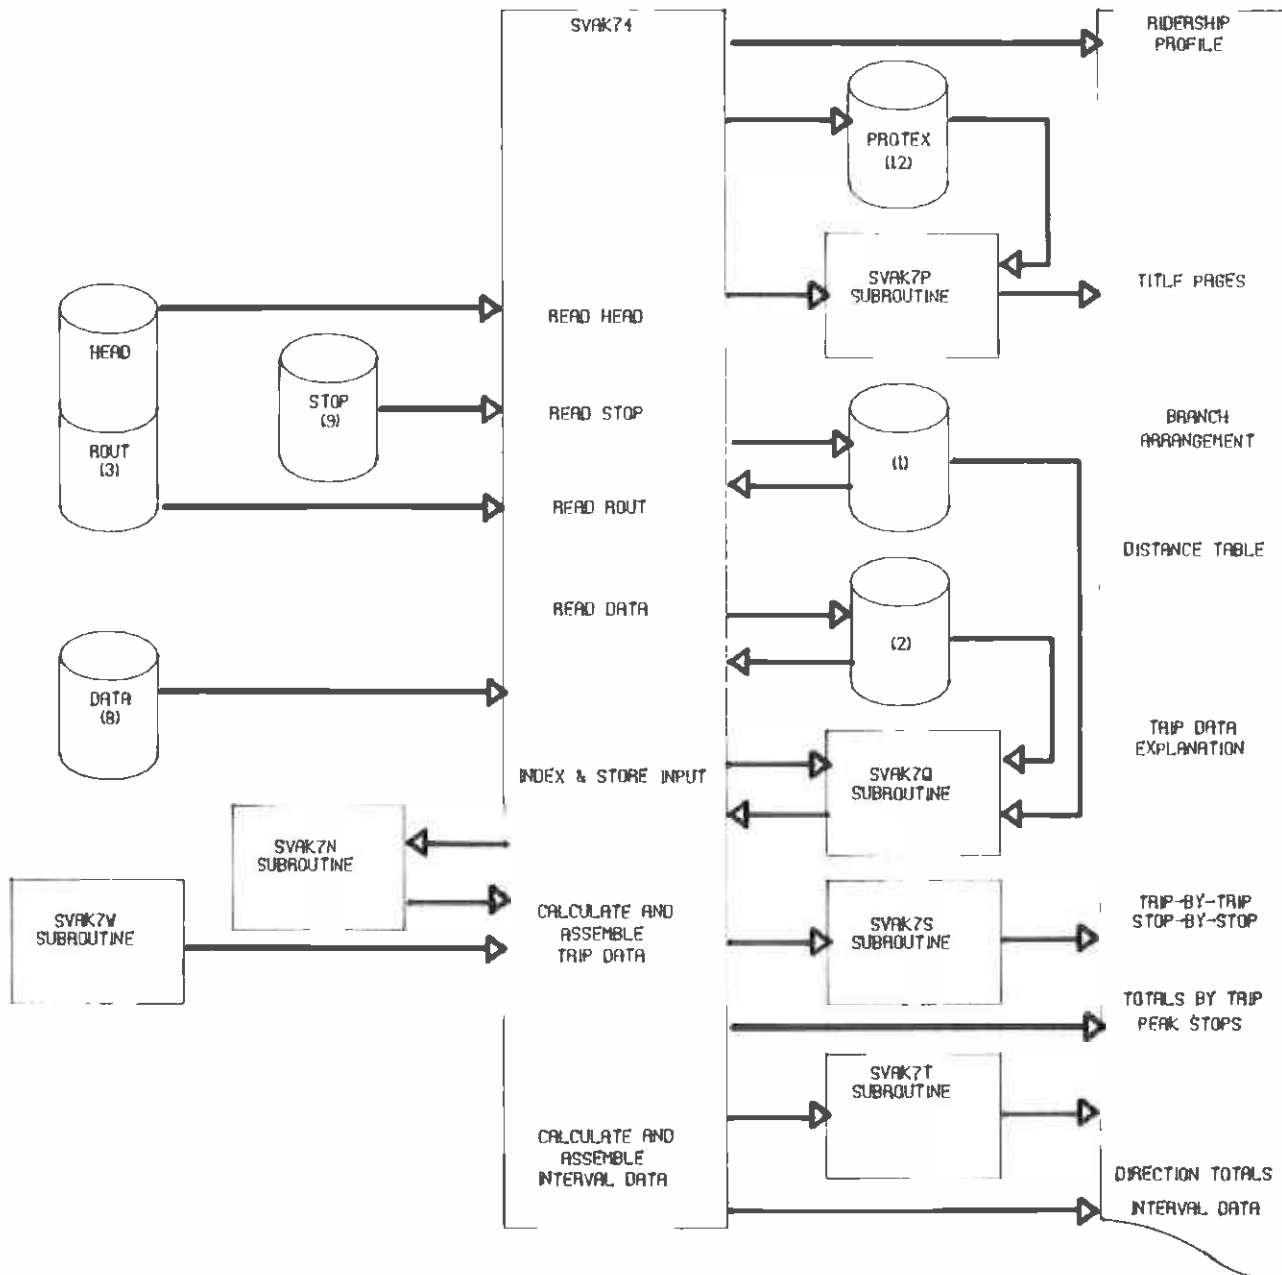 SVAK74
RIDERSHIP
PROFILE
PROTEX
(12)
SVAK7P
SUBROUTINE
TITLE PAGES
HEAD
READ HEAD
STOP
(9)
READ STOP
BRANCH
ARRANGEMENT
ROUT
(3)
(1)
READ ROUT
DISTANCE TABLE
READ DATA
(2)
DATA
(8)
TRIP DATA
EXPLANATION
INDEX & STORE INPUT
SVAK7Q
SUBROUTINE
SVAK7N
SUBROUTINE
SVAK7W
SUBROUTINE
CALCULATE AND
ASSEMBLE
TRIP DATA
SVAK7S
SUBROUTINE
TRIP-BY-TRIP
STOP-BY-STOP
TOTALS BY TRIP
PEAK STOPS
SVAK7T
SUBROUTINE
CALCULATE AND
ASSEMBLE
INTERVAL DATA
DIRECTION TOTALS
INTERVAL DATA